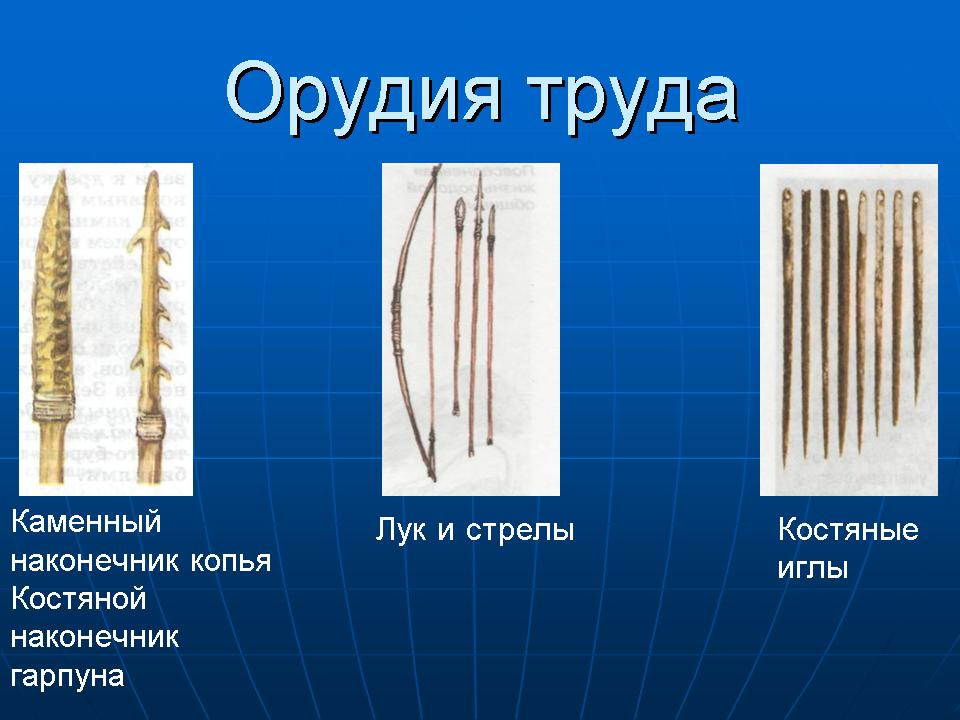 Орудия труда
Каменный
наконечник копья
Костяной
наконечник
гарпуна
Лук и стрелы
Костяные
иглы